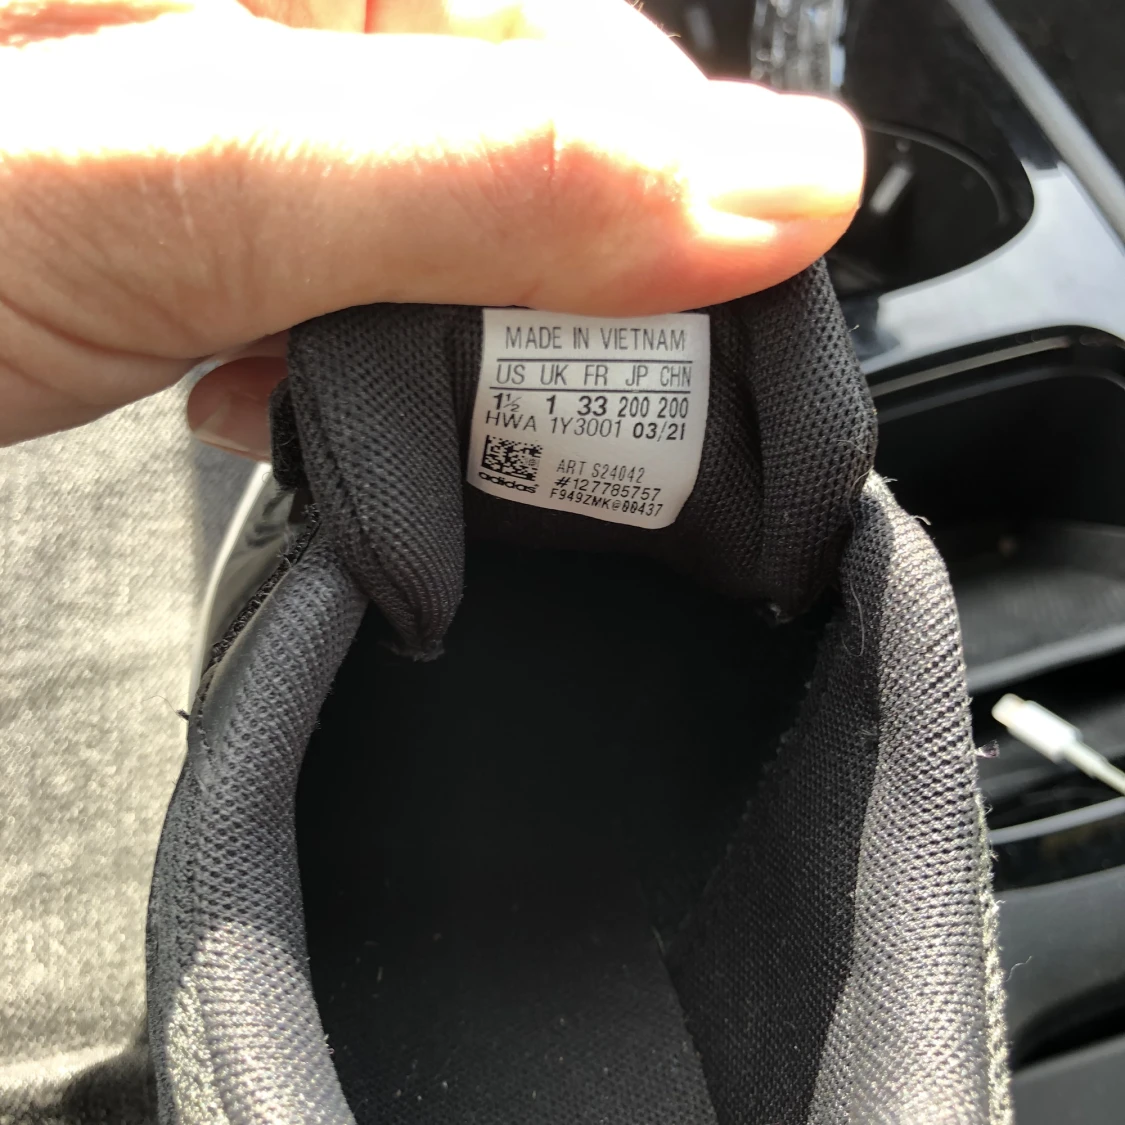 MADE IN VIETNAM
US UK FR JP CHN
1½ 1 33 200 200
HWA 1Y3001 03/21
ART S24042
#127785757
adidas F949ZMK@00437